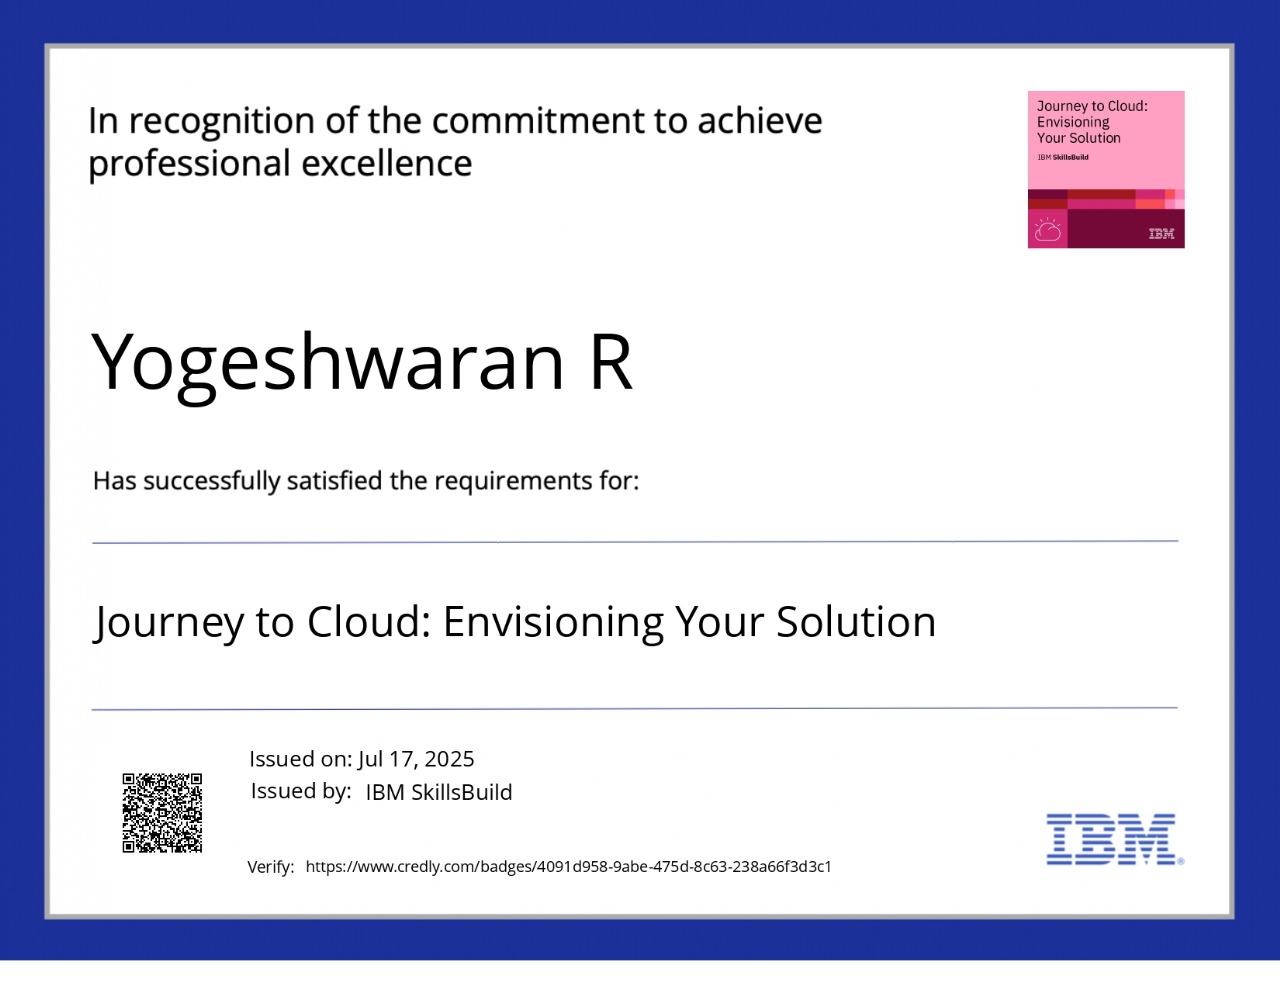 In recognition of the commitment to achieve
professional excellence
Journey to Cloud:
Envisioning
Your Solution
IBM SkillsBuild
IBM
Yogeshwaran R
Has successfully satisfied the requirements for:
Journey to Cloud: Envisioning Your Solution
Issued on: Jul 17, 2025
Issued by: IBM SkillsBuild
Verify: https://www.credly.com/badges/4091d958-9abe-475d-8c63-238a66f3d3c1
IBM®